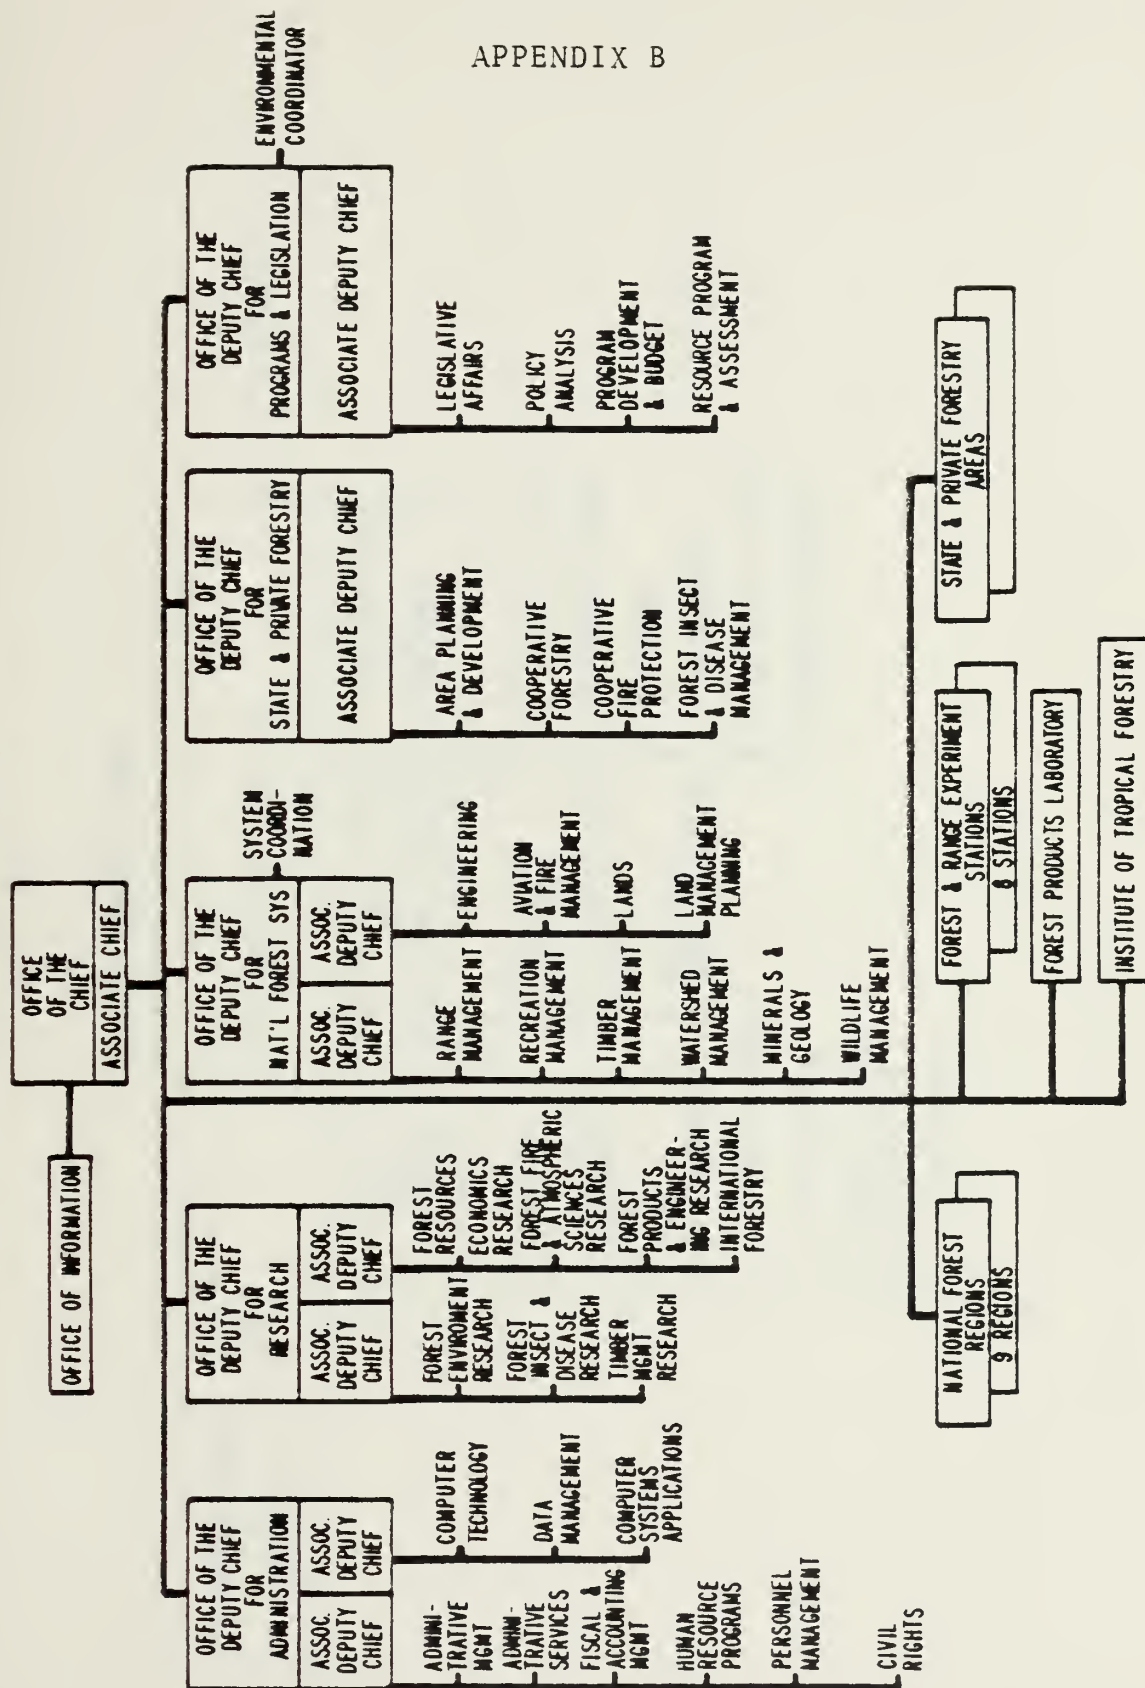 APPENDIX B
OFFICE
OF THE
CHIEF
ASSOCIATE CHIEF
OFFICE OF INFORMATION
OFFICE OF THE
DEPUTY CHIEF
FOR
ADMINISTRATION
ASSOC.
DEPUTY
CHIEF
ASSOC.
DEPUTY
CHIEF
ADMINI-
TRATIVE
MGMT
ADMINI-
TRATIVE
SERVICES
FISCAL &
ACCOUNTING
MGMT
HUMAN
RESOURCE
PROGRAMS
PERSONNEL
MANAGEMENT
CIVIL
RIGHTS
COMPUTER
TECHNOLOGY
DATA
MANAGEMENT
COMPUTER
SYSTEMS
APPLICATIONS
OFFICE OF THE
DEPUTY CHIEF
FOR
RESEARCH
ASSOC.
DEPUTY
CHIEF
ASSOC.
DEPUTY
CHIEF
FOREST
ENVIROMENT
RESEARCH
FOREST
INSECT &
DISEASE
RESEARCH
TIMBER
MGMT
RESEARCH
FOREST
RESOURCES
ECONOMICS
RESEARCH
FOREST FIRE
& ATMOSPHERIC
SCIENCES
RESEARCH
FOREST
PRODUCTS
& ENGINEER-
ING RESEARCH
INTERNATIONAL
FORESTRY
OFFICE OF THE
DEPUTY CHIEF
FOR
NAT'L FOREST SYS
SYSTEM
COORDI-
NATION
ASSOC.
DEPUTY
CHIEF
ASSOC.
DEPUTY
CHIEF
RANGE
MANAGEMENT
RECREATION
MANAGEMENT
TIMBER
MANAGEMENT
WATERSHED
MANAGEMENT
MINERALS &
GEOLOGY
WILDLIFE
MANAGEMENT
ENGINEERING
AVIATION
& FIRE
MANAGEMENT
LANDS
LAND
MANAGEMENT
PLANNING
OFFICE OF THE
DEPUTY CHIEF
FOR
STATE & PRIVATE FORESTRY
ASSOCIATE DEPUTY CHIEF
AREA PLANNING
& DEVELOPMENT
COOPERATIVE
FORESTRY
COOPERATIVE
FIRE
PROTECTION
FOREST INSECT
& DISEASE
MANAGEMENT
OFFICE OF THE
DEPUTY CHIEF
FOR
PROGRAMS & LEGISLATION
ENVIRONMENTAL
COORDINATOR
ASSOCIATE DEPUTY CHIEF
LEGISLATIVE
AFFAIRS
POLICY
ANALYSIS
PROGRAM
DEVELOPMENT
& BUDGET
RESOURCE PROGRAM
& ASSESSMENT
NATIONAL FOREST
REGIONS
9 REGIONS
FOREST & RANGE EXPERIMENT
STATIONS
8 STATIONS
FOREST PRODUCTS LABORATORY
INSTITUTE OF TROPICAL FORESTRY
STATE & PRIVATE FORESTRY
AREAS